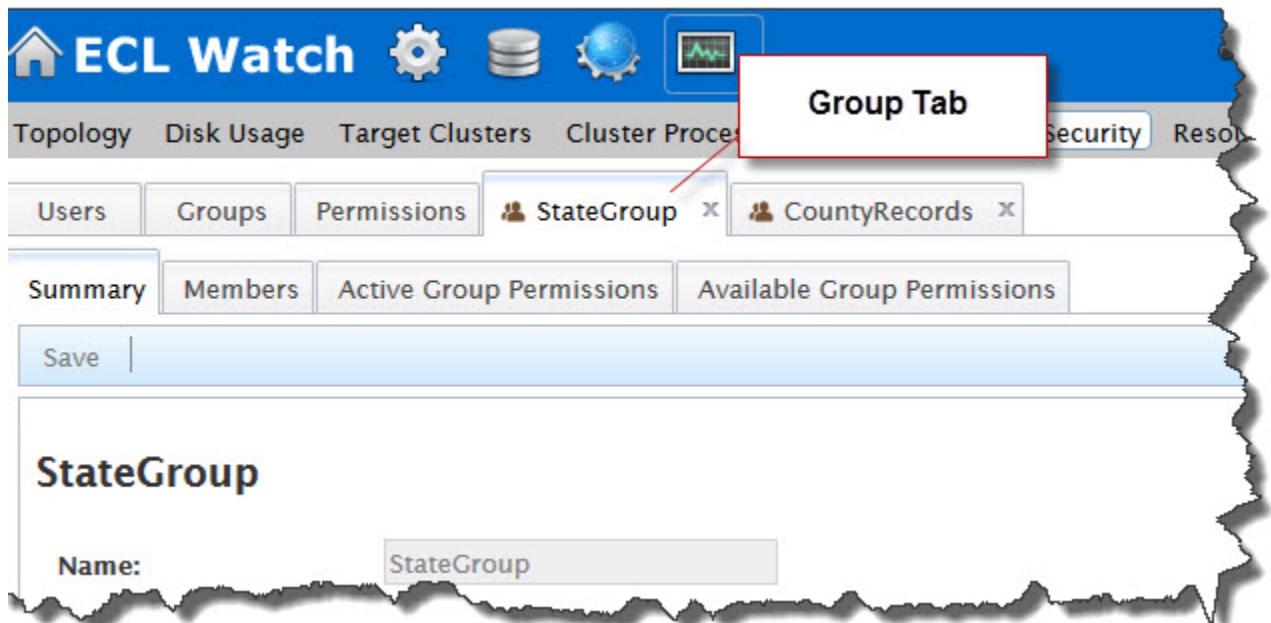 ECL Watch
Group Tab
Topology Disk Usage Target Clusters Cluster Security
Users Groups Permissions StateGroup x CountyRecords x
Summary Members Active Group Permissions Available Group Permissions
Save
StateGroup
Name: StateGroup